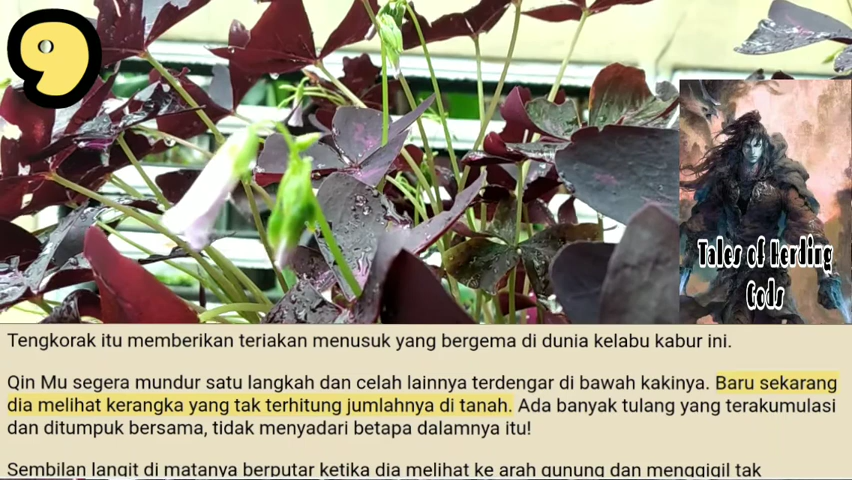 9
Tales of Herding
Gods
Tengkorak itu memberikan teriakan menusuk yang bergema di dunia kelabu kabur ini.
Qin Mu segera mundur satu langkah dan celah lainnya terdengar di bawah kakinya. Baru sekarang
dia melihat kerangka yang tak terhitung jumlahnya di tanah. Ada banyak tulang yang terakumulasi
dan ditumpuk bersama, tidak menyadari betapa dalamnya itu!
Sembilan langit di matanya berputar ketika dia melihat ke arah gunung dan menggigil tak